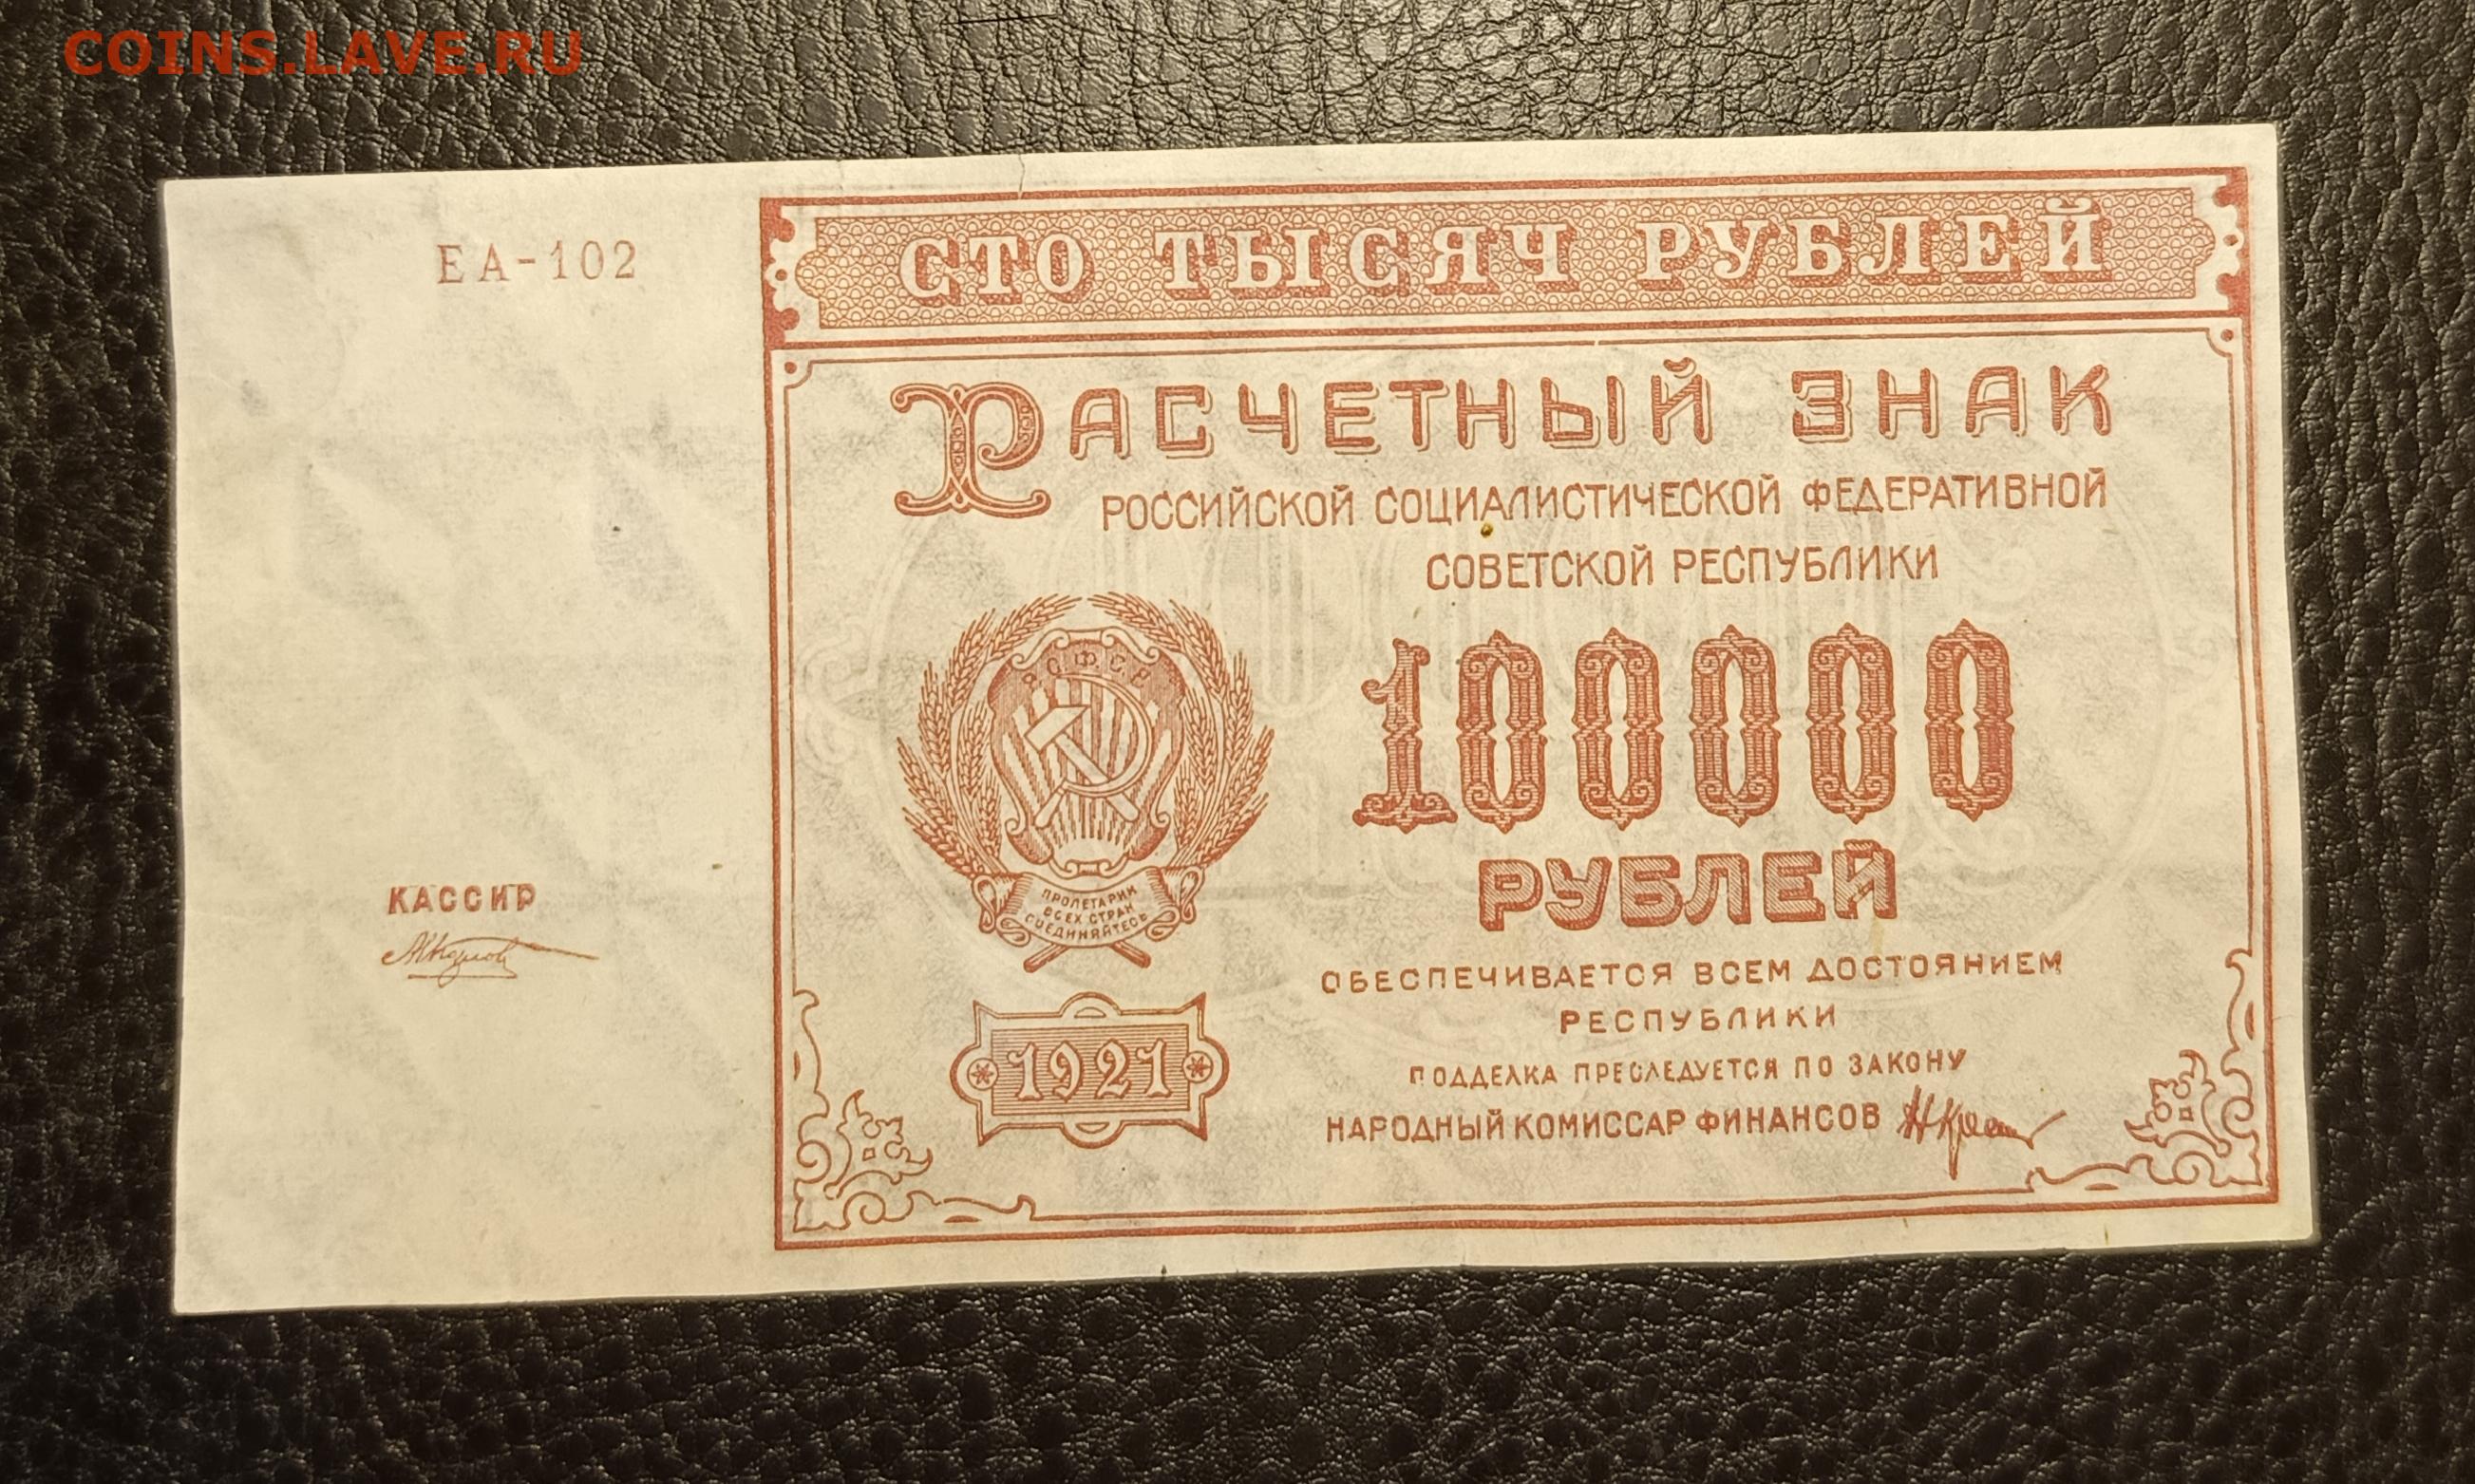 COINS.LAVE.RU
ЕА-102
СТО ТЫСЯЧ РУБЛЕЙ
РАСЧЕТНЫЙ ЗНАК
РОССИЙСКОЙ СОЦИАЛИСТИЧЕСКОЙ ФЕДЕРАТИВНОЙ
СОВЕТСКОЙ РЕСПУБЛИКИ
Р.С.Ф.С.Р.
100000
РУБЛЕЙ
ПРОЛЕТАРИИ
ВСЕХ СТРАН
СОЕДИНЯЙТЕСЬ
КАССИР
ОБЕСПЕЧИВАЕТСЯ ВСЕМ ДОСТОЯНИЕМ
РЕСПУБЛИКИ
1921
ПОДДЕЛКА ПРЕСЛЕДУЕТСЯ ПО ЗАКОНУ
НАРОДНЫЙ КОМИССАР ФИНАНСОВ